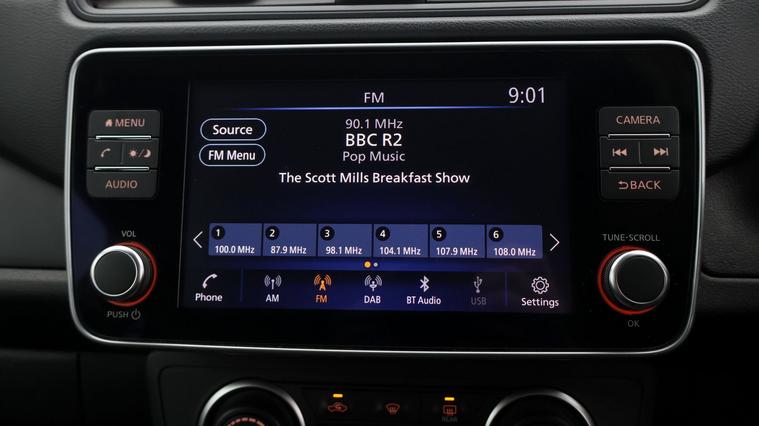 FM
9:01
MENU
AUDIO
VOL
PUSH
Source
FM Menu
90.1 MHz
BBC R2
Pop Music
The Scott Mills Breakfast Show
1 2 3 4 5 6
100.0 MHz 87.9 MHz 98.1 MHz 104.1 MHz 107.9 MHz 108.0 MHz
Phone AM FM DAB BT Audio USB Settings
CAMERA
BACK
TUNE·SCROLL
OK
REAR